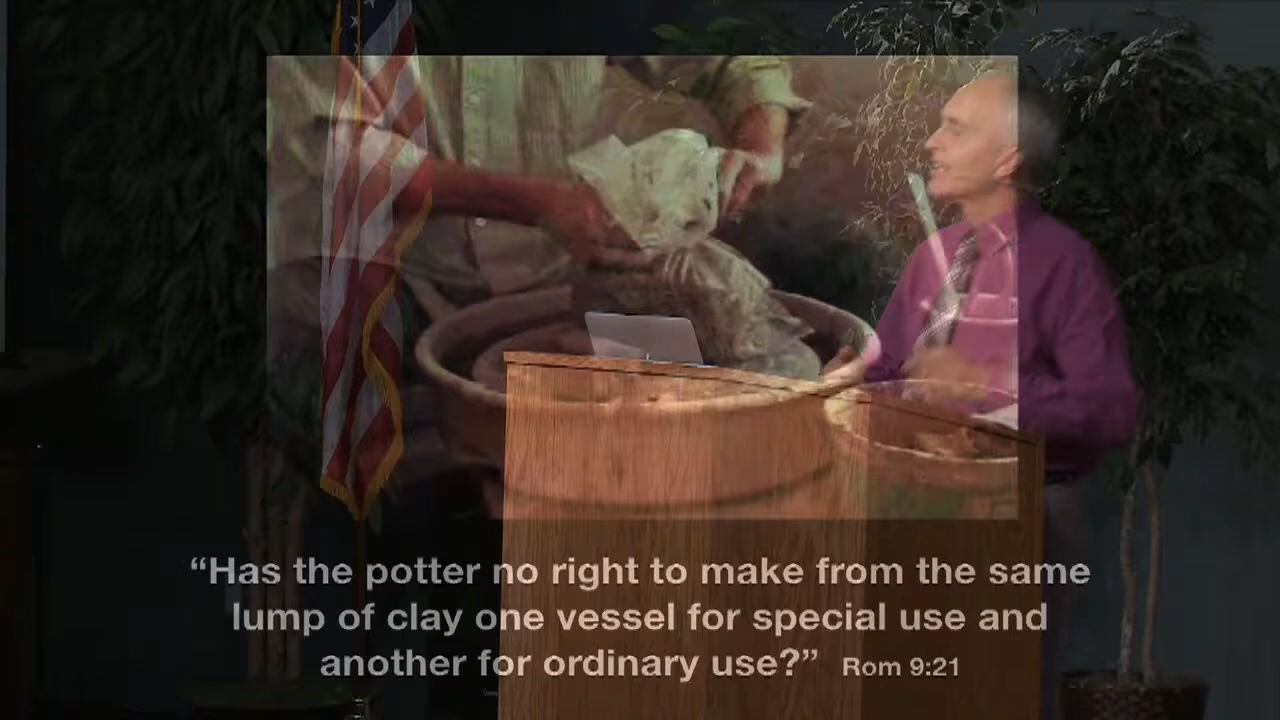 “Has the potter no right to make from the same
lump of clay one vessel for special use and
another for ordinary use?” Rom 9:21